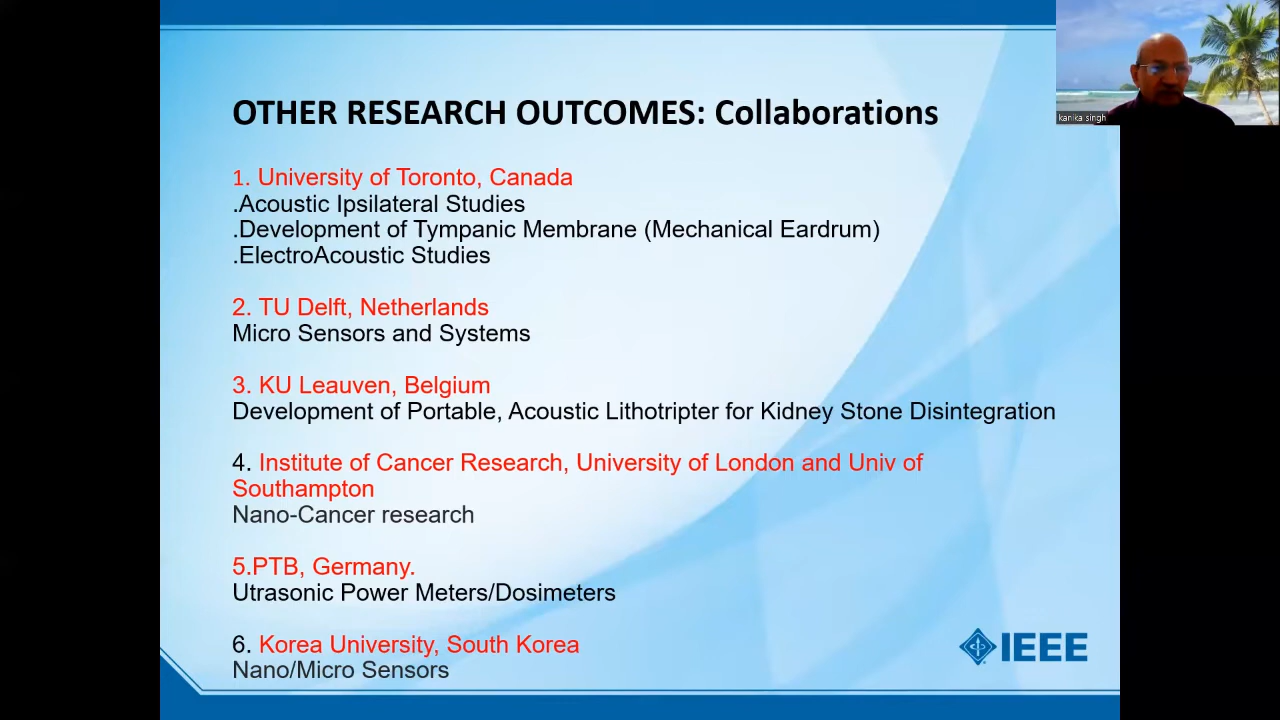 OTHER RESEARCH OUTCOMES: Collaborations
kanika singh
1. University of Toronto, Canada
.Acoustic Ipsilateral Studies
.Development of Tympanic Membrane (Mechanical Eardrum)
.ElectroAcoustic Studies
2. TU Delft, Netherlands
Micro Sensors and Systems
3. KU Leauven, Belgium
Development of Portable, Acoustic Lithotripter for Kidney Stone Disintegration
4. Institute of Cancer Research, University of London and Univ of
Southampton
Nano-Cancer research
5.PTB, Germany.
Utrasonic Power Meters/Dosimeters
6. Korea University, South Korea
Nano/Micro Sensors
IEEE